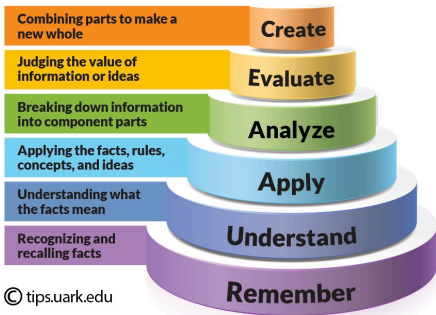 Combining parts to make a
new whole
Create
Judging the value of
information or ideas
Evaluate
Breaking down information
into component parts
Analyze
Applying the facts, rules,
concepts, and ideas
Apply
Understanding what
the facts mean
Understand
Recognizing and
recalling facts
Remember
© tips.uark.edu